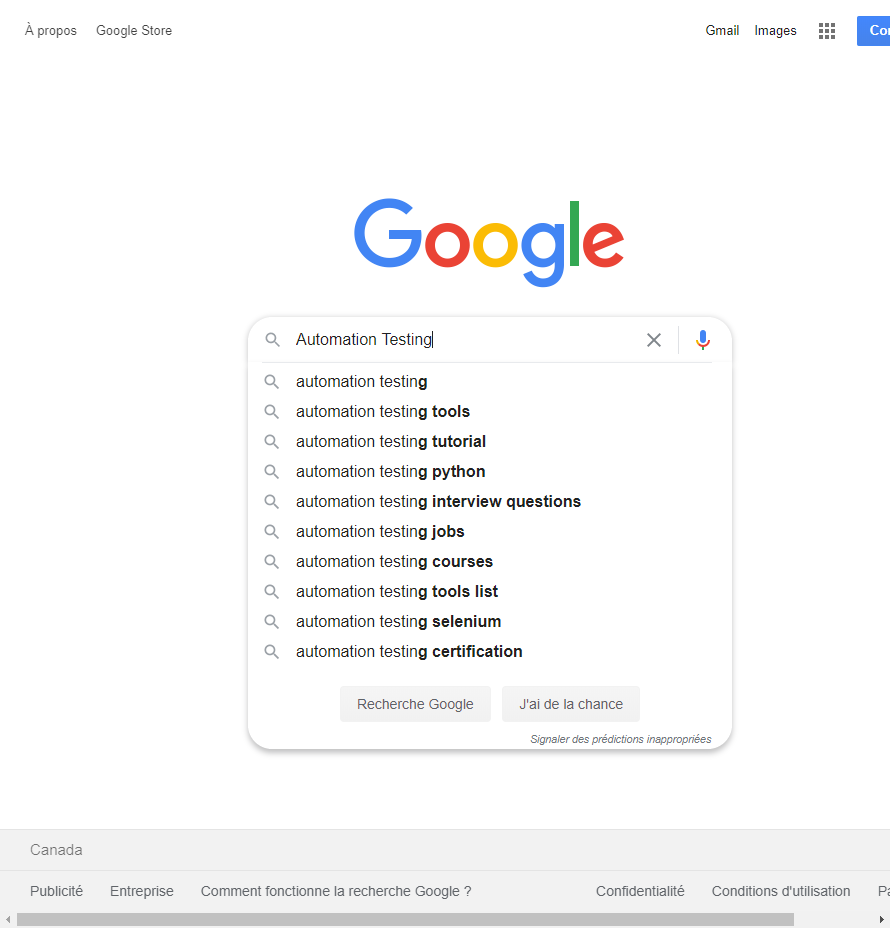 À propos Google Store Gmail Images
Google
Automation Testing
automation testing
automation testing tools
automation testing tutorial
automation testing python
automation testing interview questions
automation testing jobs
automation testing courses
automation testing tools list
automation testing selenium
automation testing certification
Recherche Google J'ai de la chance
Signaler des prédictions inappropriées
Canada
Publicité Entreprise Comment fonctionne la recherche Google ? Confidentialité Conditions d'utilisation